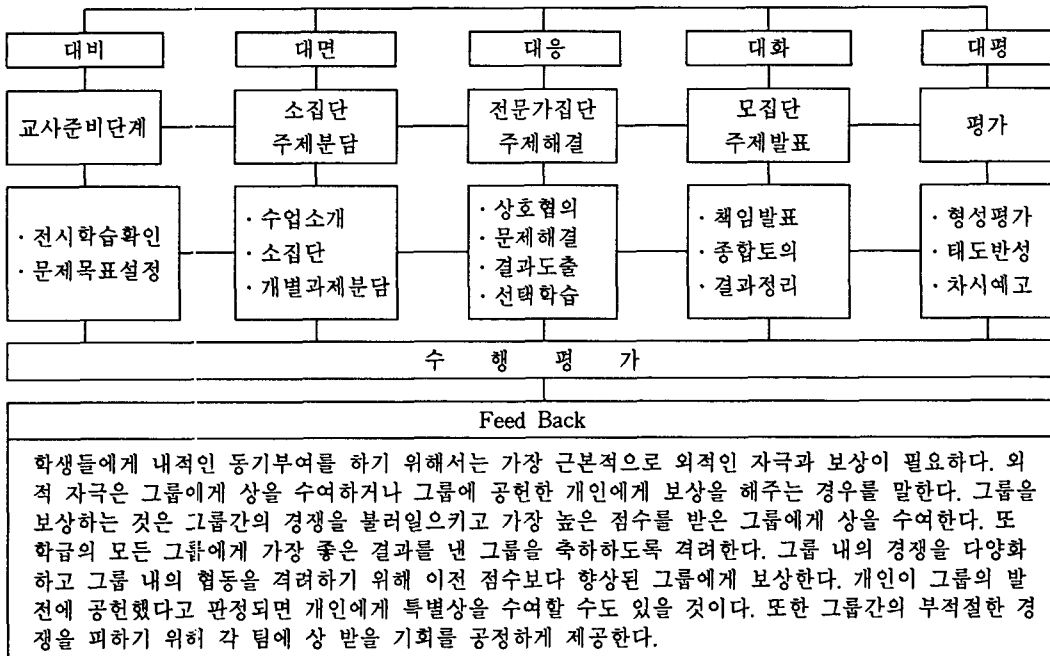 대비 대면 대응 대화 대평
교사준비단계 소집단 전문가집단 모집단 평가
주제분담 주제해결 주제발표
· 전시학습확인
· 문제목표설정
· 수업소개
· 소집단
· 개별과제분담
· 상호협의
· 문제해결
· 결과도출
· 선택학습
· 책임발표
· 종합토의
· 결과정리
· 형성평가
· 태도반성
· 차시예고
수 행 평 가
Feed Back
학생들에게 내적인 동기부여를 하기 위해서는 가장 근본적으로 외적인 자극과 보상이 필요하다. 외
적 자극은 그룹이게 상을 수여하거나 그룹에 공헌한 개인에게 보상을 해주는 경우를 말한다. 그룹을
보상하는 것은 그룹간의 경쟁을 불러일으키고 가장 높은 점수를 받은 그룹에게 상을 수여한다. 또
학급의 모든 그룹에게 가장 좋은 결과를 낸 그룹을 축하하도록 격려한다. 그룹 내의 경쟁을 다양화
하고 그룹 내의 협동을 격려하기 위해 이전 점수보다 향상된 그룹에게 보상한다. 개인이 그룹의 발
전에 공헌했다고 판정되면 개인에게 특별상을 수여할 수도 있을 것이다. 또한 그룹간의 부적절한 경
쟁을 피하기 위해 각 팀에 상 받을 기회를 공정하게 제공한다.